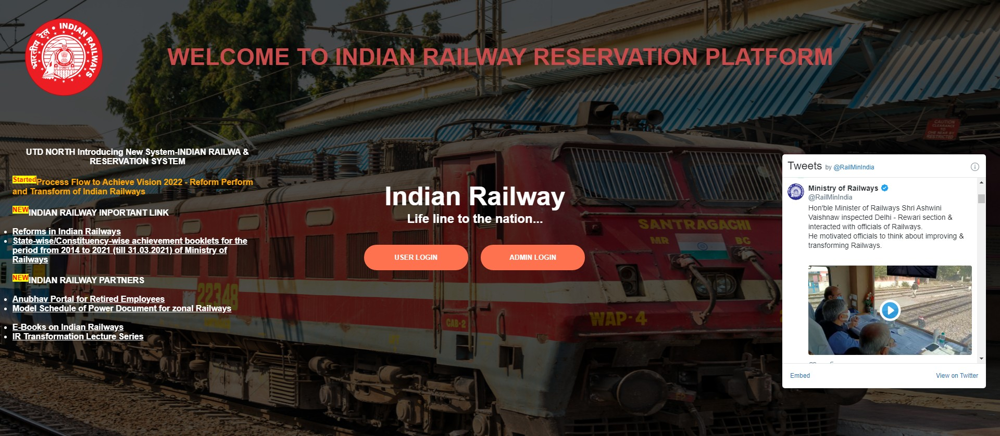 भारतीय रेल • INDIAN RAILWAYS
WELCOME TO INDIAN RAILWAY RESERVATION PLATFORM
CAUTION
CLEARANCE
TO
ONE NEAR BY
RESTRICTED
UTD NORTH Introducing New System-INDIAN RAILWA &
RESERVATION SYSTEM
StartedProcess Flow to Achieve Vision 2022 - Reform Perform
and Transform of Indian Railways
NEWINDIAN RAILWAY INPORTANT LINK
• Reforms in Indian Railways
• State-wise/Constituency-wise achievement booklets for the
period from 2014 to 2021 (till 31.03.2021) of Ministry of
Railways
NEWINDIAN RAILWAY PARTNERS
• Anubhav Portal for Retired Employees
• Model Schedule of Power Document for zonal Railways
• E-Books on Indian Railways
• IR Transformation Lecture Series
Indian Railway
Life line to the nation...
USER LOGIN
ADMIN LOGIN
SANTRAGACHI
MR BC
22348
CAB-2
WAP-4
Tweets by @RailMinIndia
Ministry of Railways
@RailMinIndia
Hon'ble Minister of Railways Shri Ashwini
Vaishnaw inspected Delhi - Rewari section &
interacted with officials of Railways.
He motivated officials to think about improving &
transforming Railways.
Embed
View on Twitter